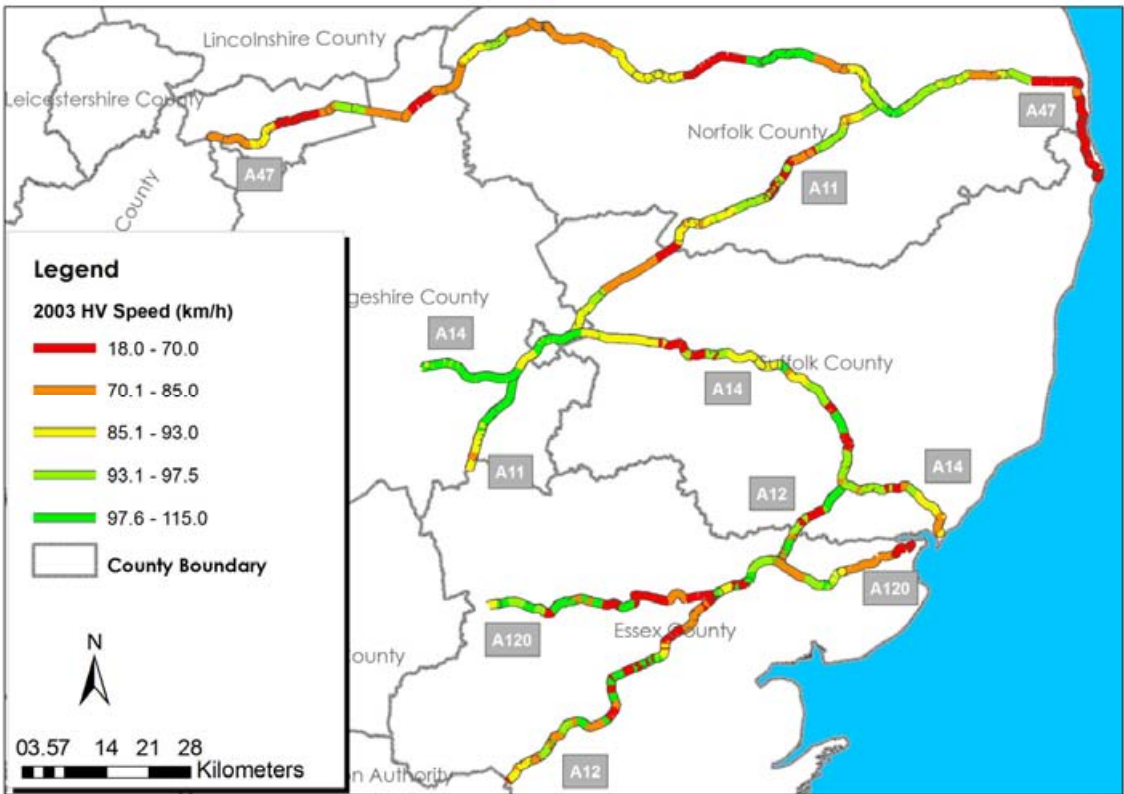 Lincolnshire County
Leicestershire County
A47
Norfolk County
A47
A11
County
Legend
2003 HV Speed (km/h)
18.0 - 70.0
70.1 - 85.0
85.1 - 93.0
93.1 - 97.5
97.6 - 115.0
County Boundary
N
03.57 14 21 28
Kilometers
geshire County
A14
Suffolk County
A14
A11
A14
A12
A120
A120
Essex County
ounty
on Authority
A12